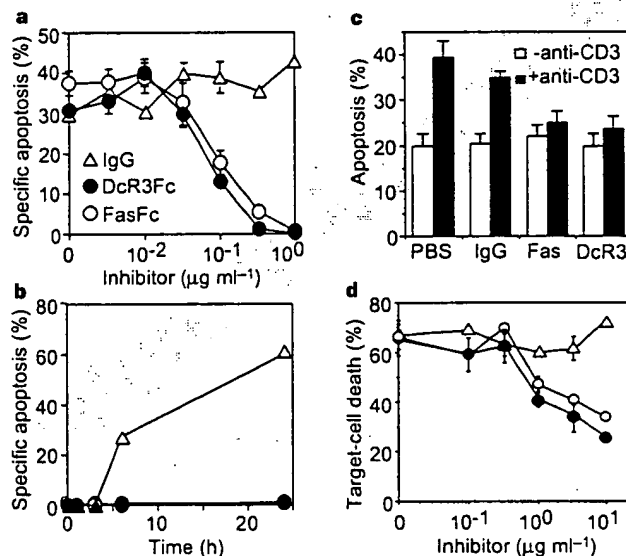 a
Specific apoptosis (%)
50
40
30
20
10
0
IgG
DcR3Fc
FasFc
0 10-2 10-1 100
Inhibitor (µg ml–1)
b
Specific apoptosis (%)
80
60
40
20
0
0 10 20
Time (h)
c
Apoptosis (%)
40
30
20
10
0
-anti-CD3
+anti-CD3
PBS IgG Fas DcR3
d
Target-cell death (%)
80
60
40
20
0
0 10-1 100 101
Inhibitor (µg ml–1)